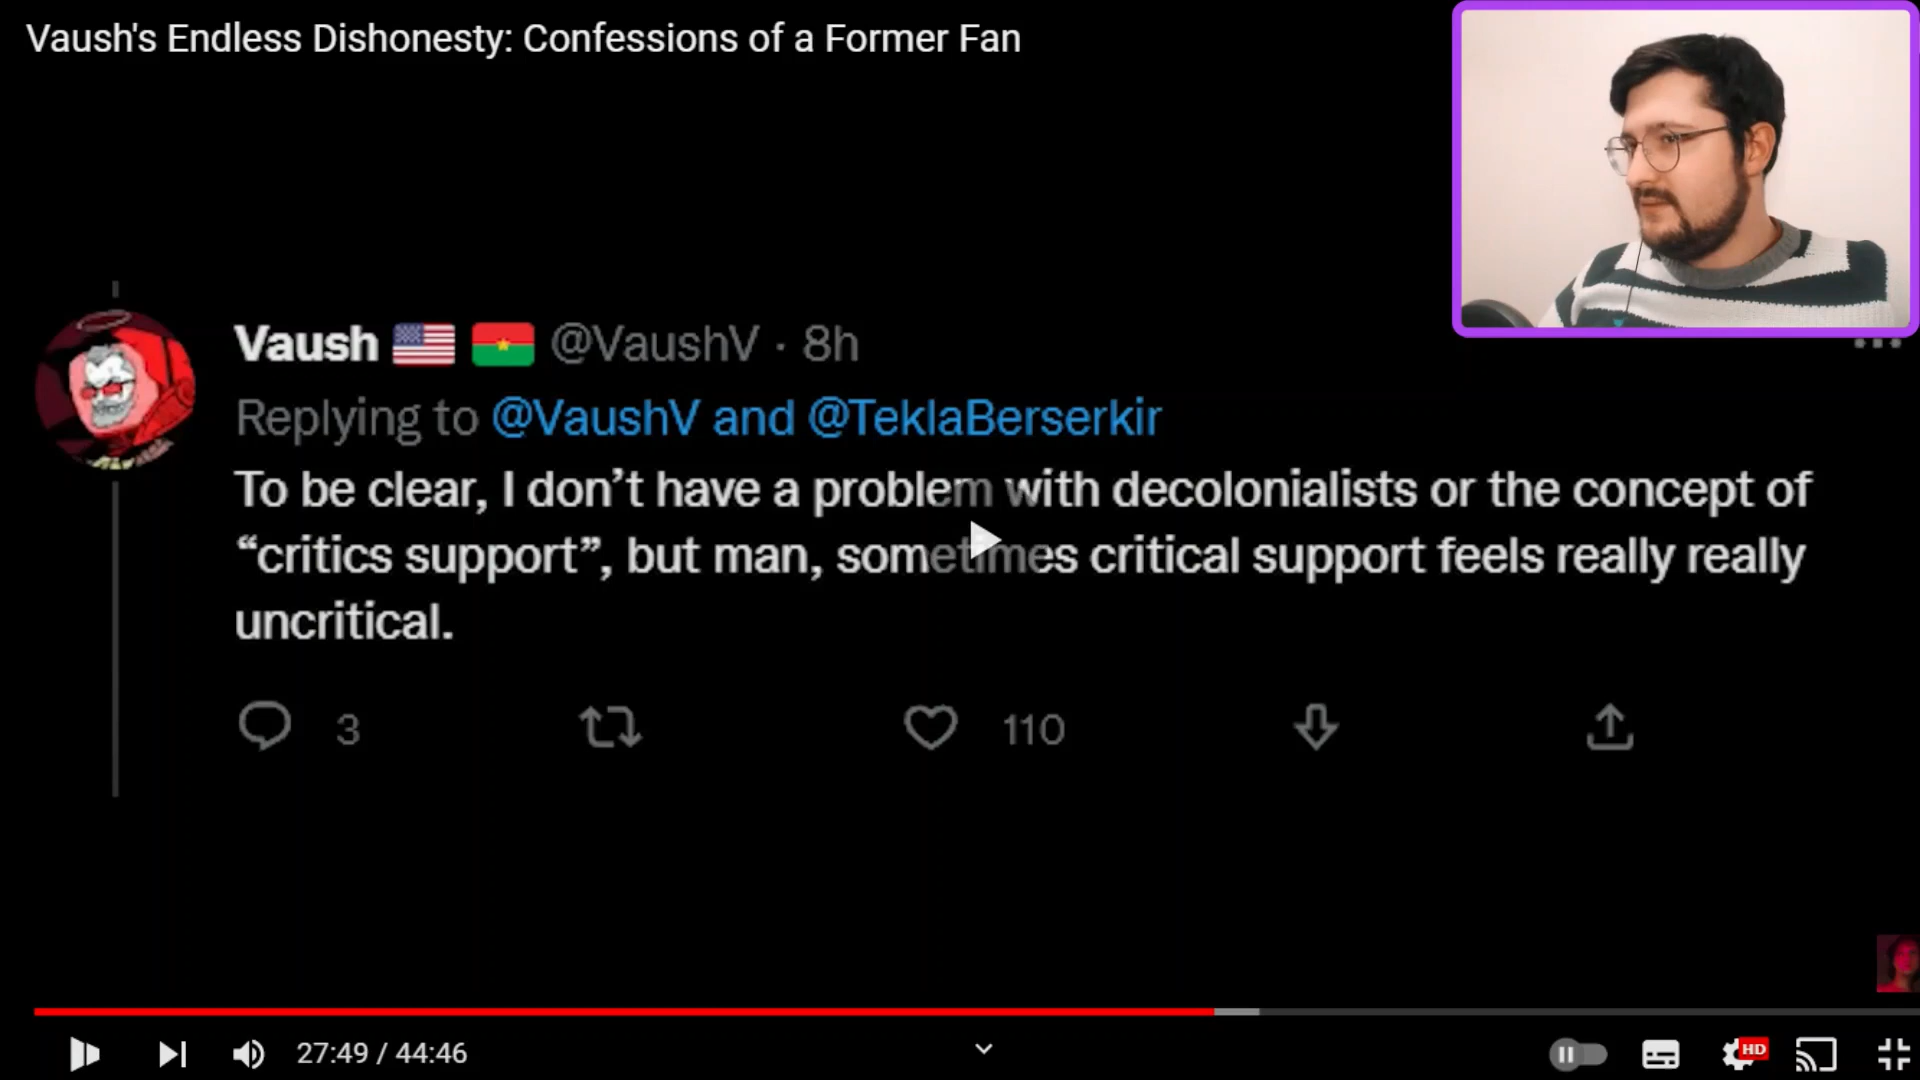 Vaush's Endless Dishonesty: Confessions of a Former Fan
Vaush @VaushV · 8h
Replying to @VaushV and @TeklaBerserkir
To be clear, I don’t have a problem with decolonialists or the concept of
“critics support”, but man, sometimes critical support feels really really
uncritical.
3 110
27:49 / 44:46
HD